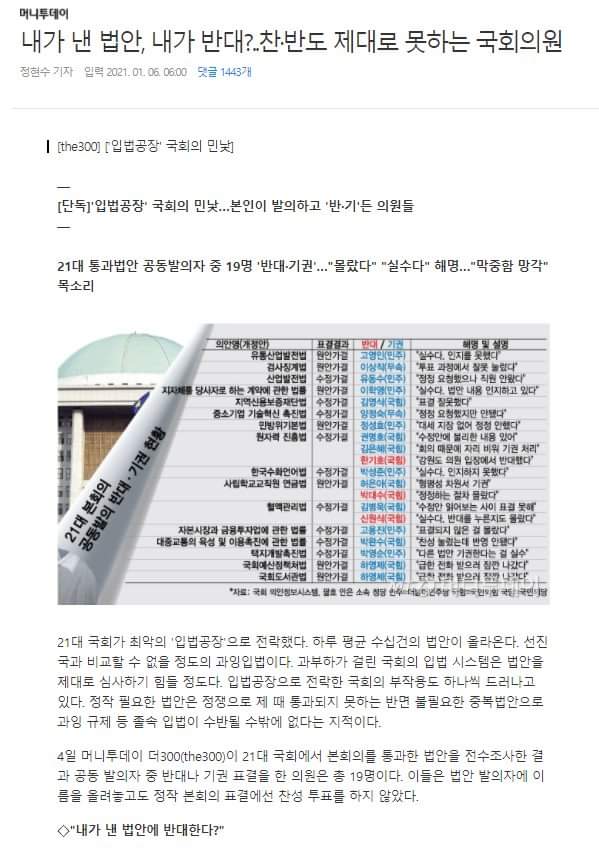 머니투데이
내가 낸 법안, 내가 반대?..찬·반도 제대로 못하는 국회의원
정현수 기자 입력 2021. 01. 06. 06:00 댓글 1443개
[the300] ['입법공장' 국회의 민낯]
—
[단독]'입법공장' 국회의 민낯...본인이 발의하고 '반·기'든 의원들
—
21대 통과법안 공동발의자 중 19명 '반대·기권'..."몰랐다" "실수다" 해명..."막중함 망각"
목소리
21대 본회의
공동발의 반대·기권 현황
의안명(개정안) 표결결과 반대 / 기권 해명 및 설명
유통산업발전법 원안가결 고영인(민주) "실수다, 인지를 못했다"
검사징계법 원안가결 이상직(무속) "투표 과정에서 잘못 눌렀다"
산업발전법 수정가결 유동수(민주) "정정 요청했으나 직원 안왔다"
지자체를 당사자로 하는 계약에 관한 법률 원안가결 이학영(민주) "실수다, 법안 내용 인지하고 있다"
지역신용보증재단법 수정가결 김영식(국힘) "표결 잘못했다"
중소기업 기술혁신 촉진법 수정가결 양정숙(무속) "정정 요청했지만 안됐다"
민방위기본법 원안가결 정성호(민주) "대세 지장 없어 정정 안했다"
원자력 진흥법 수정가결 권명호(국힘) "수정안에 불리한 내용 있어"
김은혜(국힘) "회의 때문에 자리 비워 기권 처리"
한기호(국힘) "강원도 의원 입장에서 반대했다"
한국수화언어법 수정가결 박성준(민주) "실수다, 인지하지 못했다"
사립학교교직원 연금법 원안가결 허은아(국힘) "형평성 차원서 기권"
박대수(국힘) "정정하는 절차 몰랐다"
혈액관리법 수정가결 김병욱(국힘) "수정안 읽어보는 사이 표결 못해"
신원식(국힘) "실수다, 반대를 누른지도 몰랐다"
자본시장과 금융투자업에 관한 법률 수정가결 고용진(민주) "표결되지 않은 걸 몰랐다"
대중교통의 육성 및 이용촉진에 관한 법률 수정가결 박완수(국힘) "찬성 눌렀는데 반영 안됐다"
택지개발촉진법 수정가결 박영순(민주) "다른 법안 기권한다는 걸 실수"
국회예산정책처법 수정가결 하영제(국힘) "급한 전화 받으러 잠깐 나갔다"
국회도서관법 수정가결 하영제(국힘) "급한 전화 받으러 잠깐 나갔다"
*자료: 국회 의안정보시스템, 괄호 안은 소속 정당
21대 국회가 최악의 '입법공장'으로 전락했다. 하루 평균 수십건의 법안이 올라온다. 선진
국과 비교할 수 없을 정도의 과잉입법이다. 과부하가 걸린 국회의 입법 시스템은 법안을
제대로 심사하기 힘들 정도다. 입법공장으로 전락한 국회의 부작용도 하나씩 드러나고
있다. 정작 필요한 법안은 정쟁으로 제 때 통과되지 못하는 반면 불필요한 중복법안으로
과잉 규제 등 졸속 입법이 수반될 수밖에 없다는 지적이다.
4일 머니투데이 더300(the300)이 21대 국회에서 본회의를 통과한 법안을 전수조사한 결
과 공동 발의자 중 반대나 기권 표결을 한 의원은 총 19명이다. 이들은 법안 발의자에 이
름을 올려놓고도 정작 본회의 표결에선 찬성 투표를 하지 않았다.
◇"내가 낸 법안에 반대한다?"